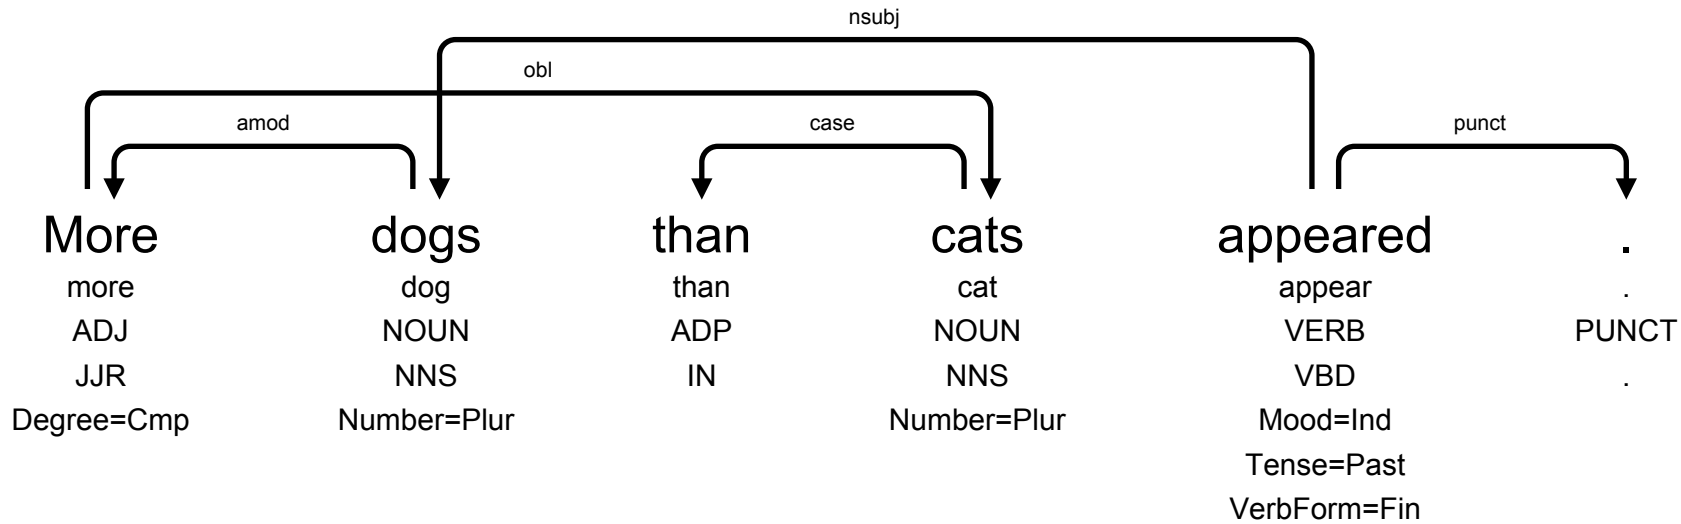 nsubj
obl
amod case punct
More dogs than cats appeared .
more dog than cat appear .
ADJ NOUN ADP NOUN VERB PUNCT
JJR NNS IN NNS VBD .
Degree=Cmp Number=Plur Number=Plur Mood=Ind
Tense=Past
VerbForm=Fin